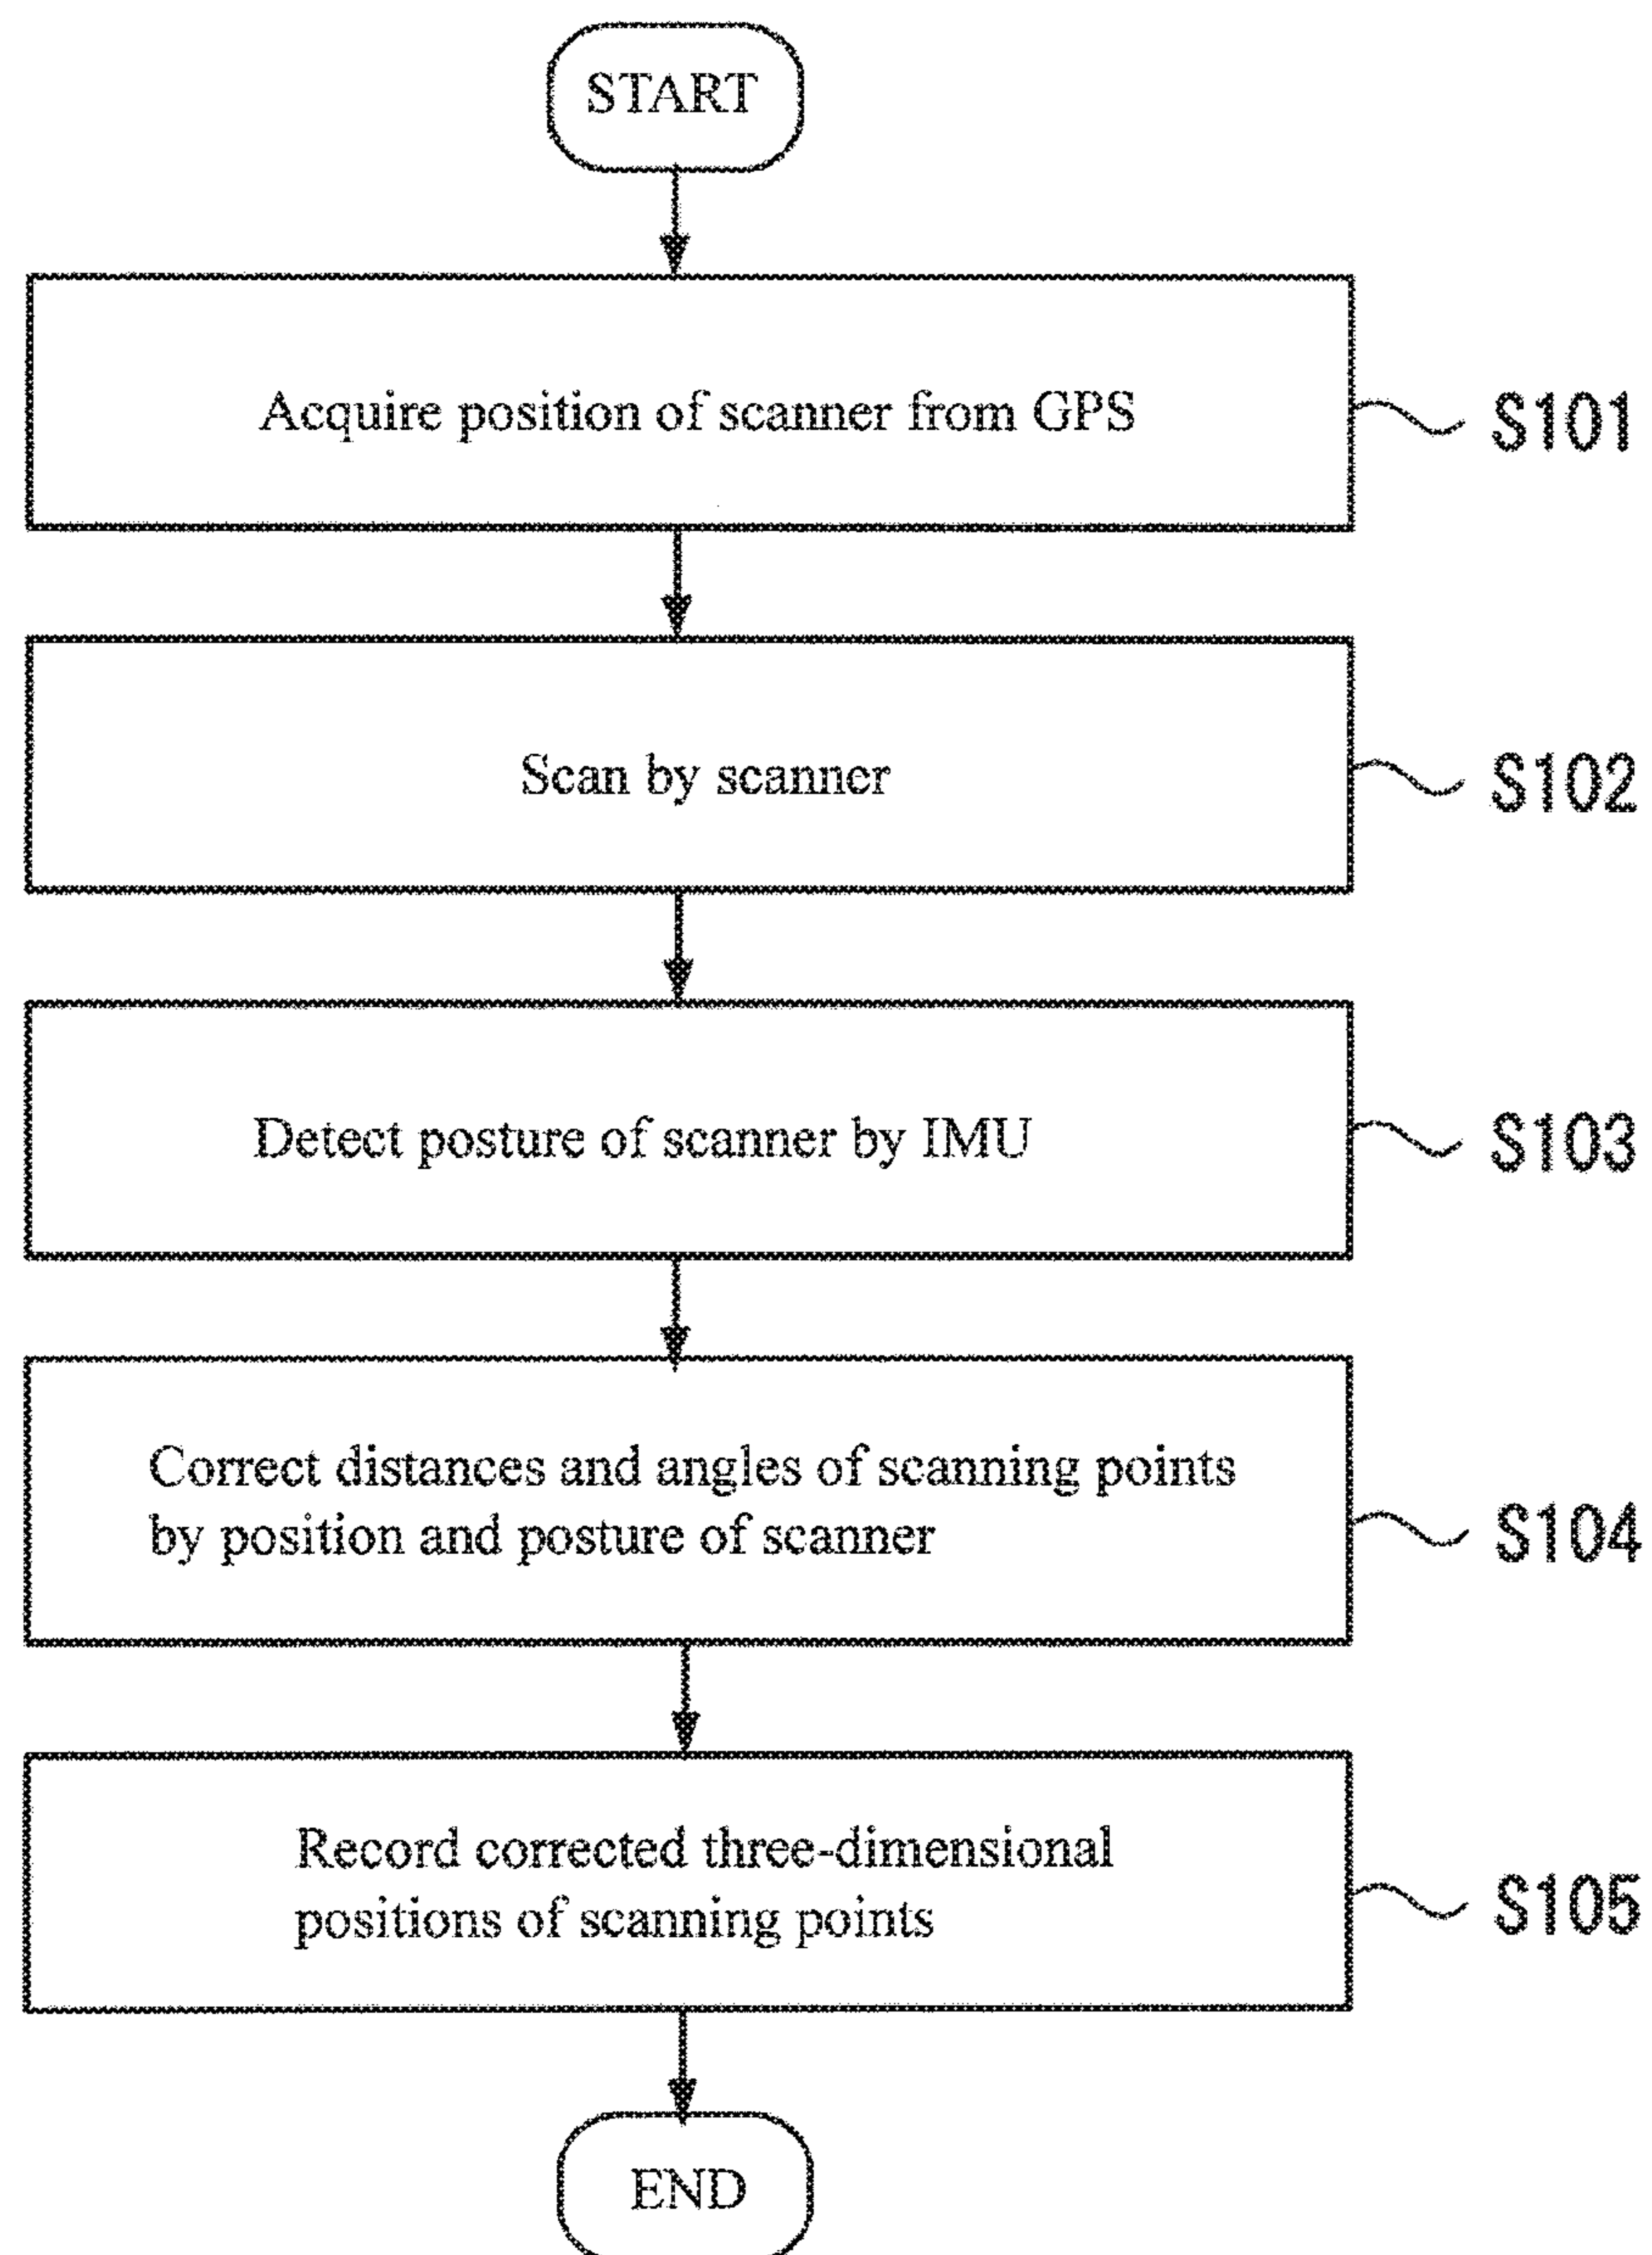 START
Acquire position of scanner from GPS
S101
Scan by scanner
S102
Detect posture of scanner by IMU
S103
Correct distances and angles of scanning points
by position and posture of scanner
S104
Record corrected three-dimensional
positions of scanning points
S105
END